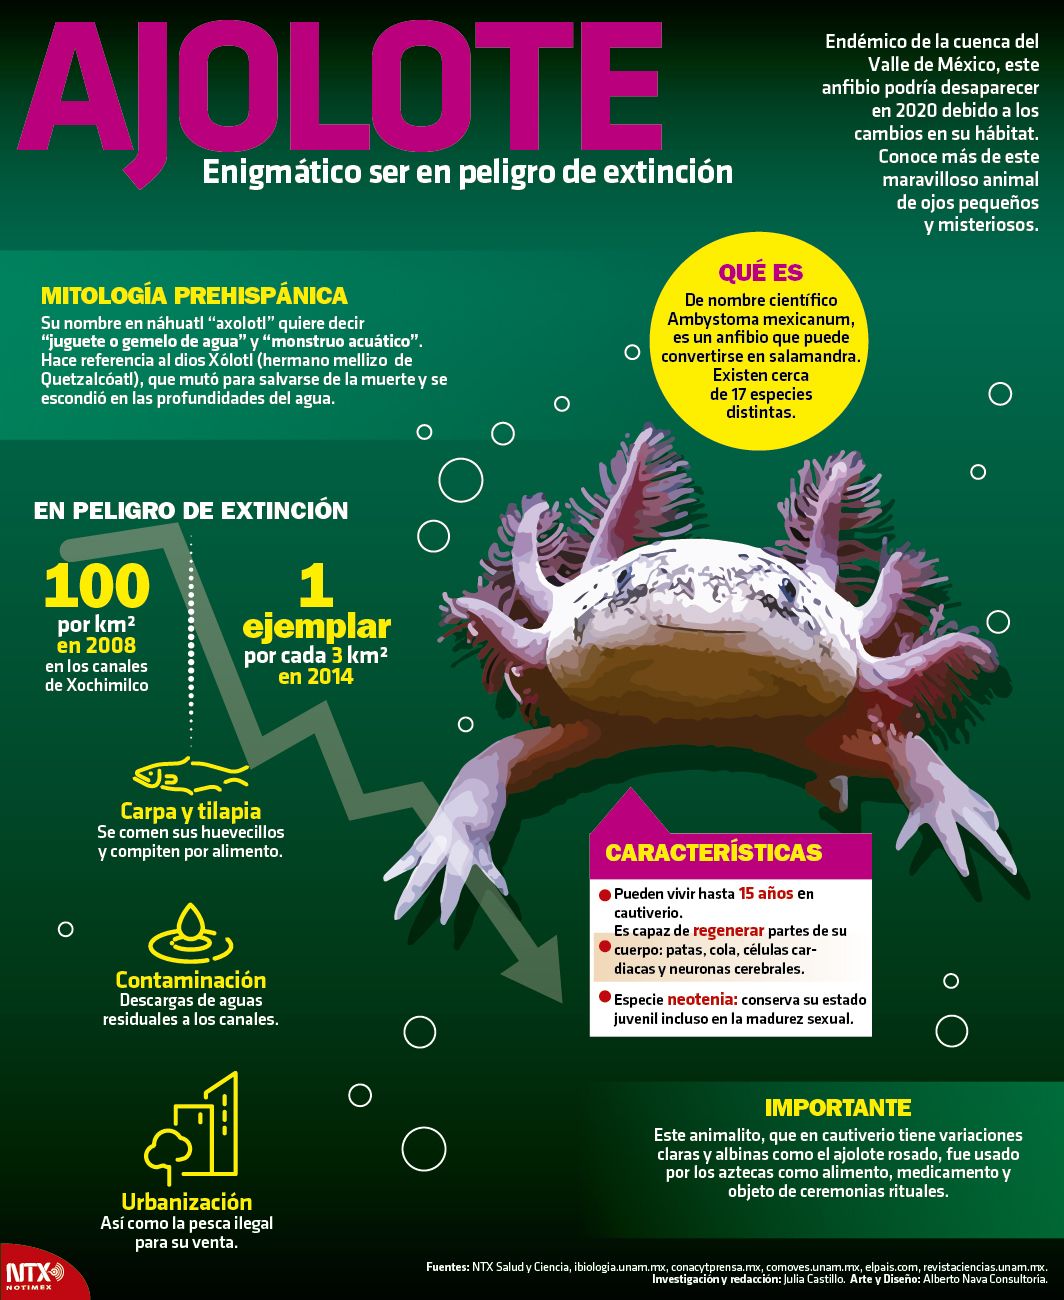 AJOLOTE
Enigmático ser en peligro de extinción
Endémico de la cuenca del
Valle de México, este
anfibio podría desaparecer
en 2020 debido a los
cambios en su hábitat.
Conoce más de este
maravilloso animal
de ojos pequeños
y misteriosos.
MITOLOGÍA PREHISPÁNICA
Su nombre en náhuatl “axolotl” quiere decir
“juguete o gemelo de agua” y “monstruo acuático”.
Hace referencia al dios Xólotl (hermano mellizo de
Quetzalcóatl), que mutó para salvarse de la muerte y se
escondió en las profundidades del agua.
QUÉ ES
De nombre científico
Ambystoma mexicanum,
es un anfibio que puede
convertirse en salamandra.
Existen cerca
de 17 especies
distintas.
EN PELIGRO DE EXTINCIÓN
100
por km²
en 2008
en los canales
de Xochimilco
1
ejemplar
por cada 3 km²
en 2014
Carpa y tilapia
Se comen sus huevecillos
y compiten por alimento.
Contaminación
Descargas de aguas
residuales a los canales.
Urbanización
Así como la pesca ilegal
para su venta.
CARACTERÍSTICAS
Pueden vivir hasta 15 años en
cautiverio.
Es capaz de regenerar partes de su
cuerpo: patas, cola, células car-
diacas y neuronas cerebrales.
Especie neotenia: conserva su estado
juvenil incluso en la madurez sexual.
IMPORTANTE
Este animalito, que en cautiverio tiene variaciones
claras y albinas como el ajolote rosado, fue usado
por los aztecas como alimento, medicamento y
objeto de ceremonias rituales.
NTX
NOTIMEX
Fuentes: NTX Salud y Ciencia, ibiologia.unam.mx, conacytprensa.mx, comoves.unam.mx, elpais.com, revistaciencias.unam.mx.
Investigación y redacción: Julia Castillo. Arte y Diseño: Alberto Nava Consultoría.